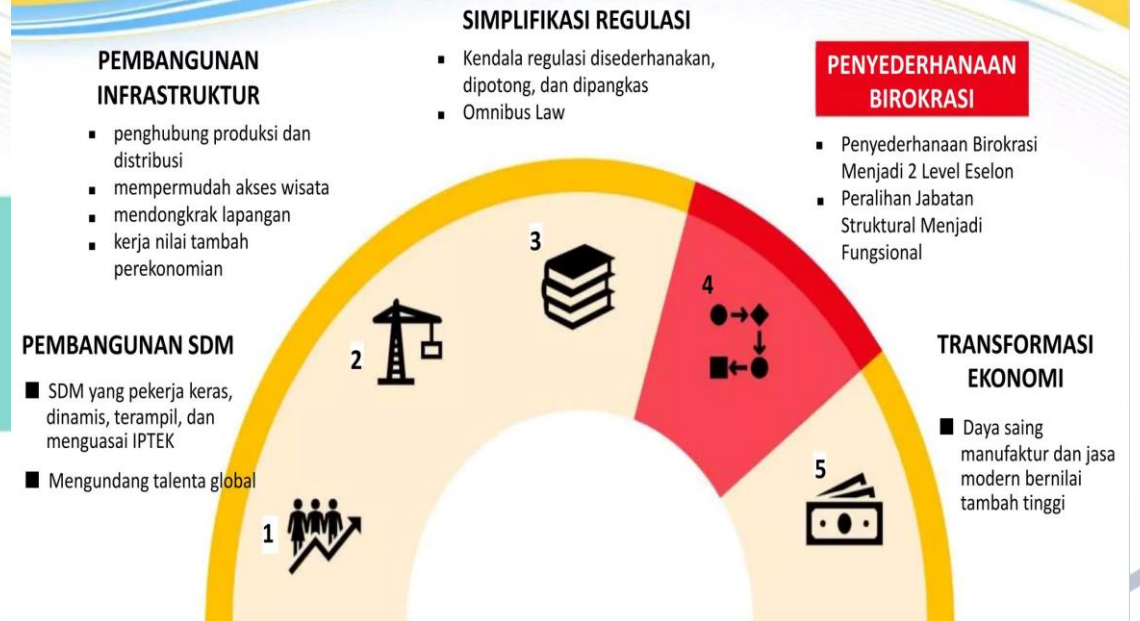 SIMPLIFIKASI REGULASI
▪ Kendala regulasi disederhanakan,
dipotong, dan dipangkas
▪ Omnibus Law
PEMBANGUNAN
INFRASTRUKTUR
▪ penghubung produksi dan
distribusi
▪ mempermudah akses wisata
▪ mendongkrak lapangan
▪ kerja nilai tambah
perekonomian
PENYEDERHANAAN
BIROKRASI
▪ Penyederhanaan Birokrasi
Menjadi 2 Level Eselon
▪ Peralihan Jabatan
Struktural Menjadi
Fungsional
PEMBANGUNAN SDM
■ SDM yang pekerja keras,
dinamis, terampil, dan
menguasai IPTEK
■ Mengundang talenta global
TRANSFORMASI
EKONOMI
■ Daya saing
manufaktur dan jasa
modern bernilai
tambah tinggi
1
2
3
4
5